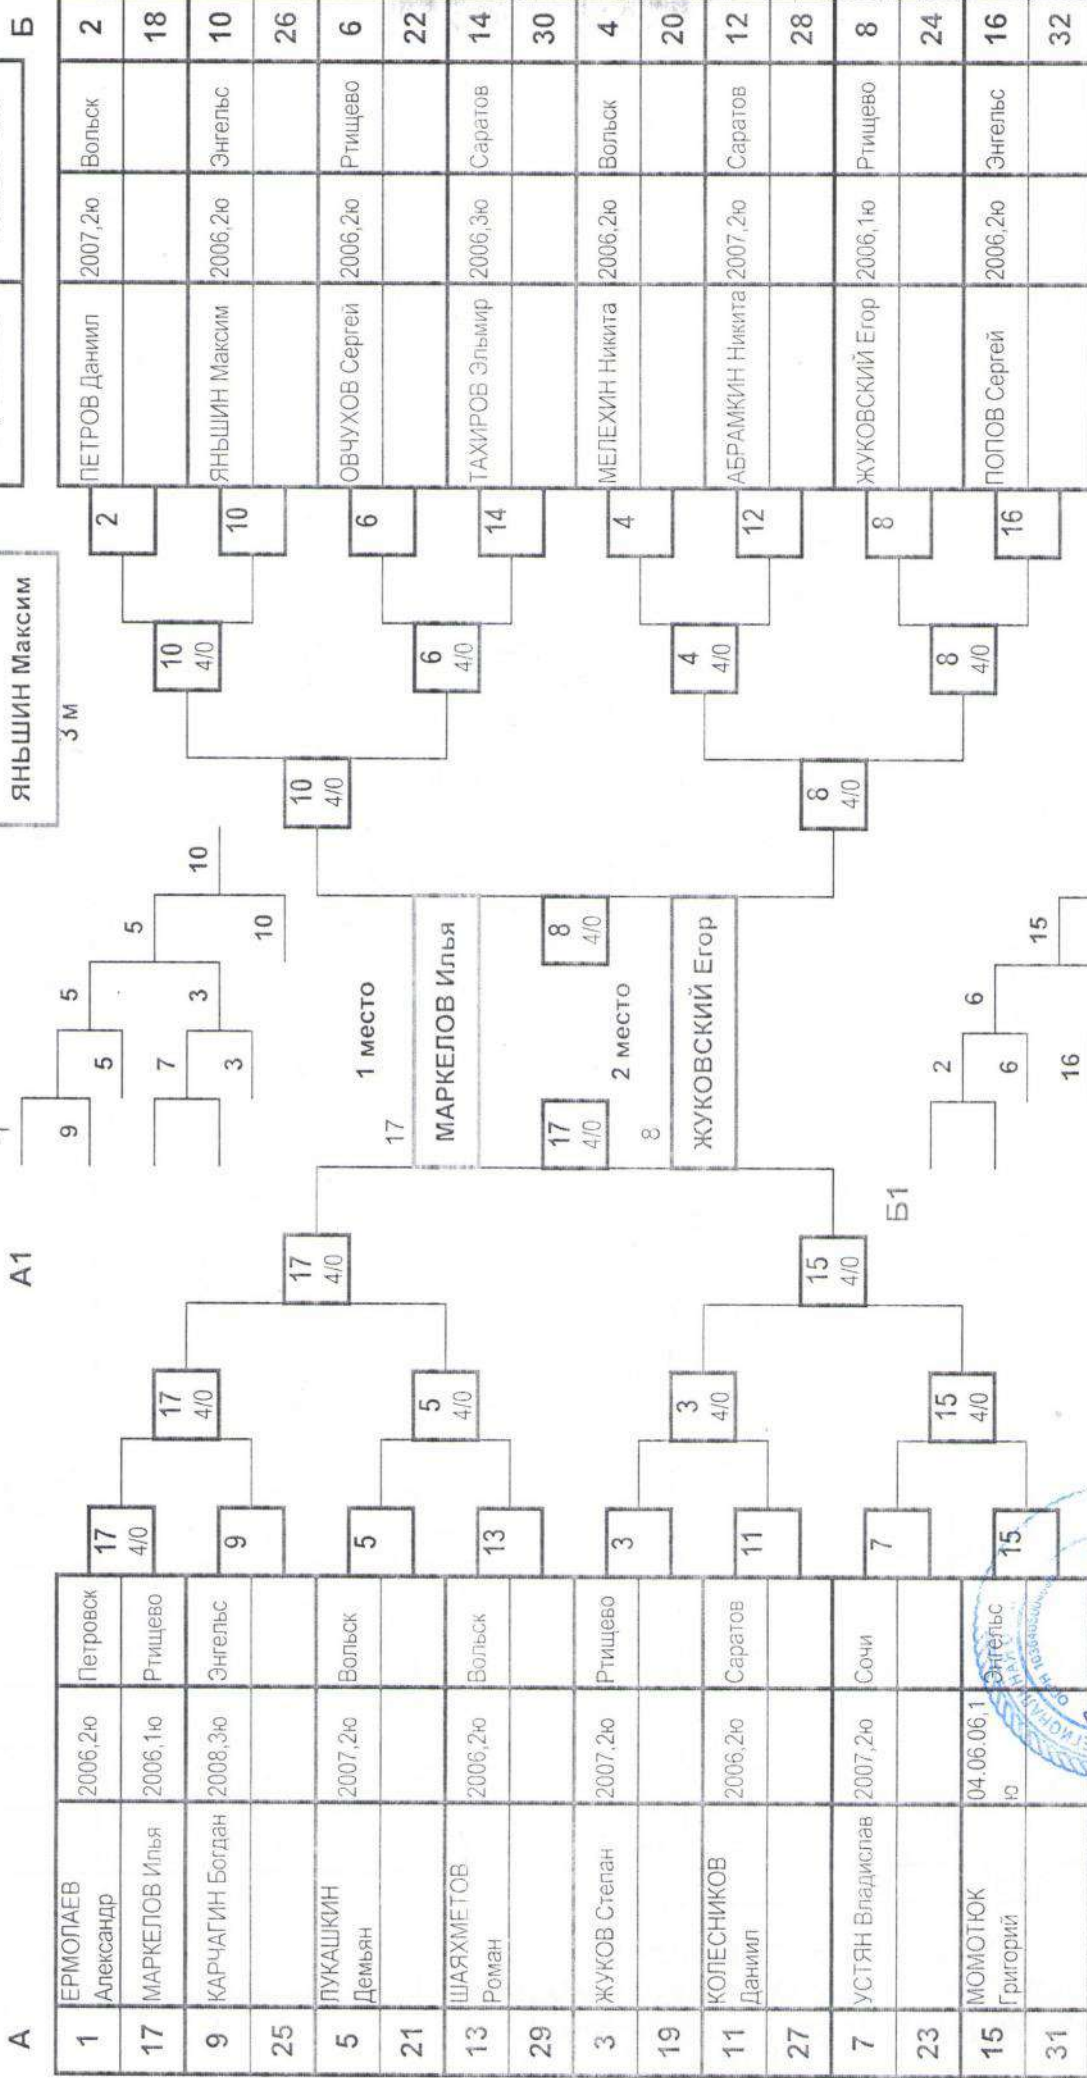 А
1 ЕРМОЛАЕВ Александр 2006,2ю Петровск
17 МАРКЕЛОВ Илья 2006,1ю Ртищево
9 КАРЧАГИН Богдан 2008,3ю Энгельс
25
5 ЛУКАШКИН Демьян 2007,2ю Вольск
21
13 ШАЯХМЕТОВ Роман 2006,2ю Вольск
29
3 ЖУКОВ Степан 2007,2ю Ртищево
19
11 КОЛЕСНИКОВ Даниил 2006,2ю Саратов
27
7 УСТЯН Владислав 2007,2ю Сочи
23
15 МОМОТЮК Григорий 04.06.06,1ю Энгельс
31
17 4/0
9
5
13
3
11
7
15
17 4/0
5 4/0
3 4/0
15 4/0
17 4/0
15 4/0
А1
9
5
7
3
5
3
5
10
10
17
1 место
МАРКЕЛОВ Илья
17 4/0
8 4/0
2 место
8
ЖУКОВСКИЙ Егор
Б1
2
6
16
6
15
ЯНЬШИН Максим
3 м
10 4/0
8 4/0
10 4/0
6 4/0
4 4/0
8 4/0
2
10
6
14
4
12
8
16
Б
ПЕТРОВ Даниил 2007,2ю Вольск 2
18
ЯНЬШИН Максим 2006,2ю Энгельс 10
26
ОВЧУХОВ Сергей 2006,2ю Ртищево 6
22
ТАХИРОВ Эльмир 2006,3ю Саратов 14
30
МЕЛЕХИН Никита 2006,2ю Вольск 4
20
АБРАМКИН Никита 2007,2ю Саратов 12
28
ЖУКОВСКИЙ Егор 2006,1ю Ртищево 8
24
ПОПОВ Сергей 2006,2ю Энгельс 16
32